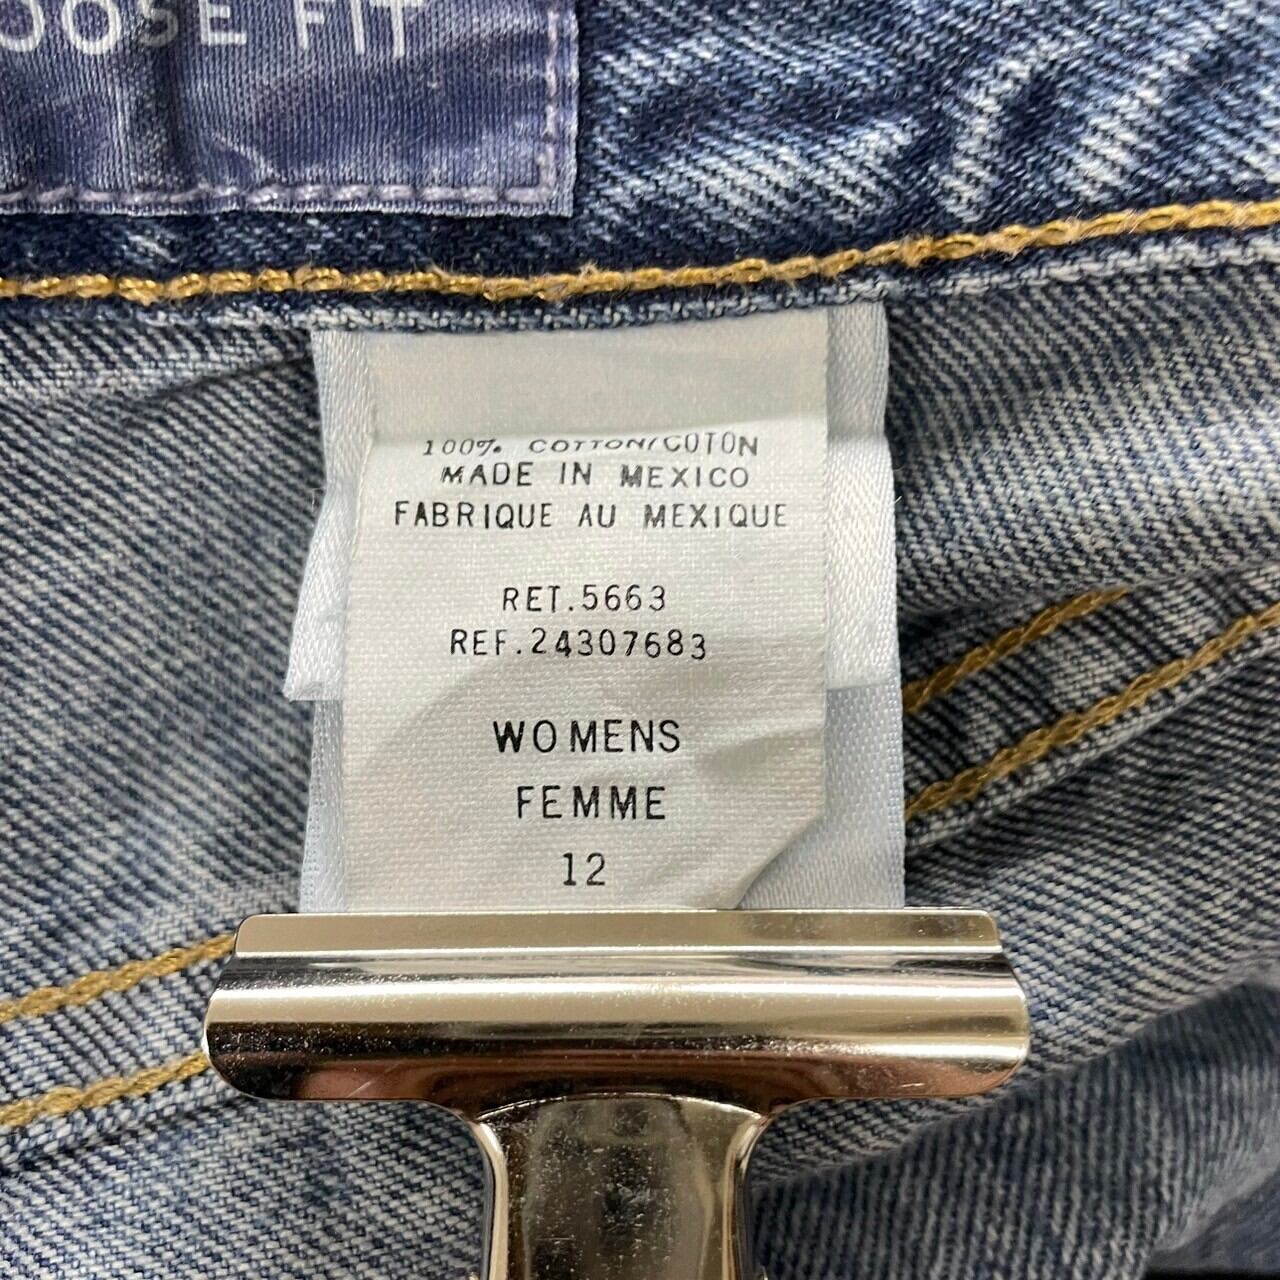 OOSE FIT
100% COTTON/COTON
MADE IN MEXICO
FABRIQUE AU MEXIQUE
RET.5663
REF.24307683
WOMENS
FEMME
12